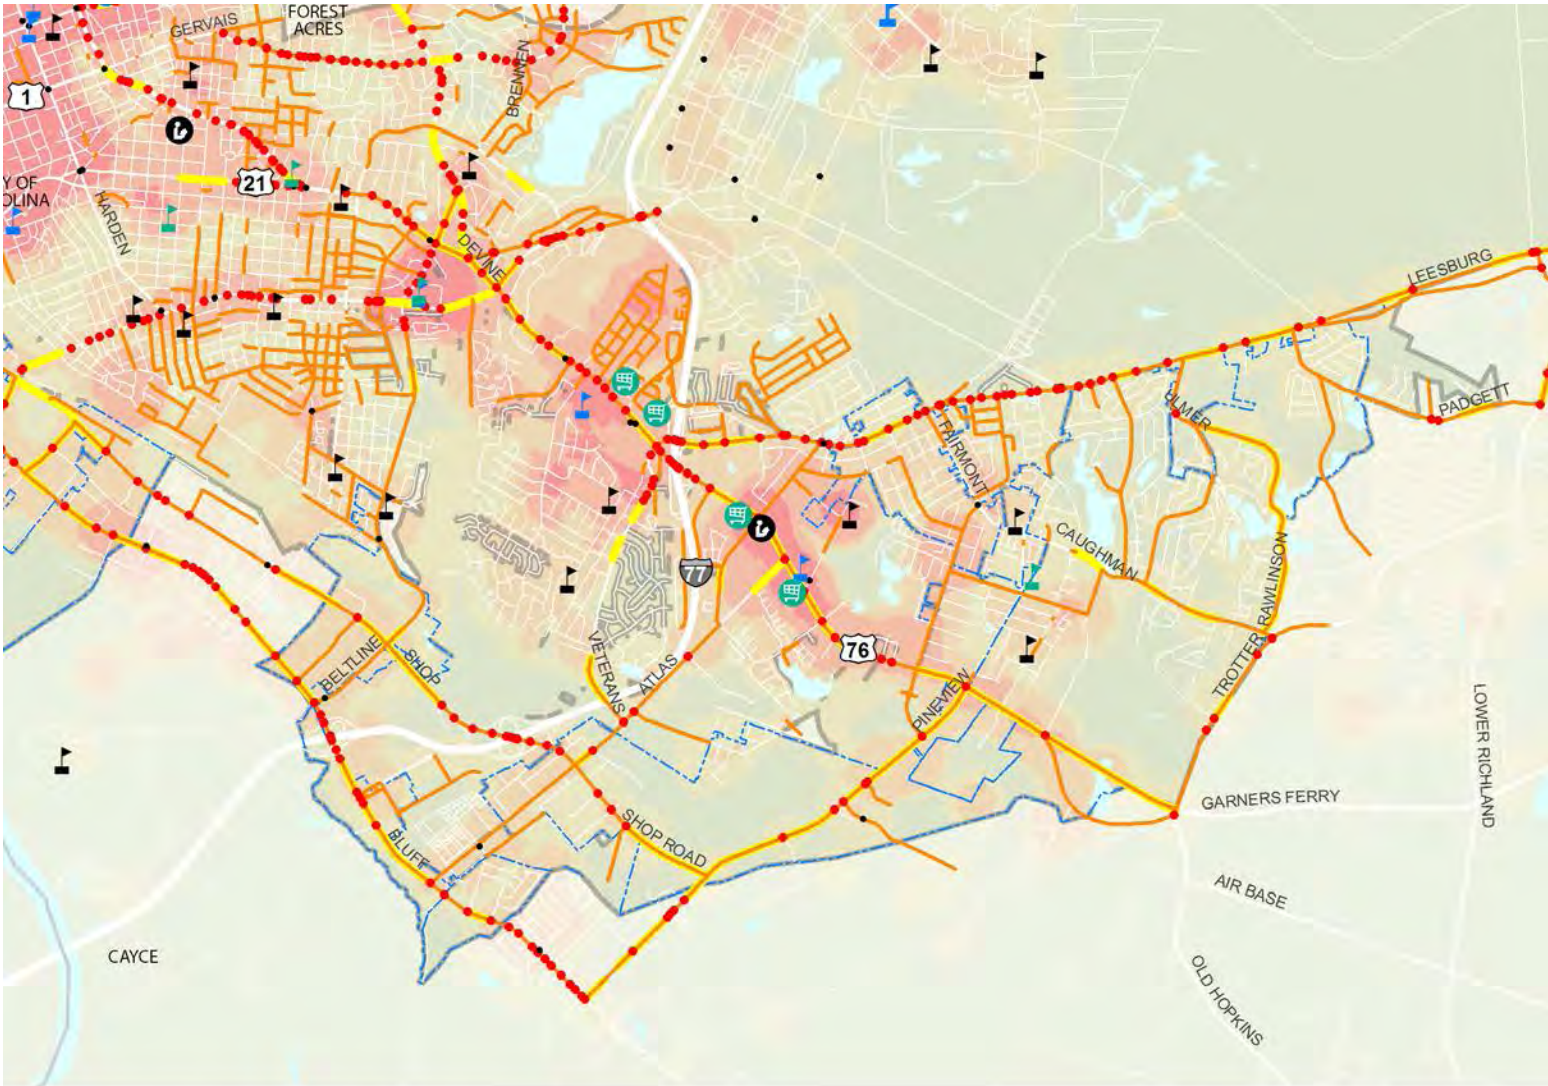 FOREST
ACRES
GERVAIS
BRENNEN
1
21
Y OF
OLINA
HARDEN
DEVINE
LEESBURG
PADGETT
ULMER
FAIRMONT
CAUGHMAN
77
TROTTER RAWLINSON
VETERANS
ATLAS
76
BELTLINE
SHOP
PINEVIEW
LOWER RICHLAND
GARNERS FERRY
BLUFF
SHOP ROAD
AIR BASE
CAYCE
OLD HOPKINS